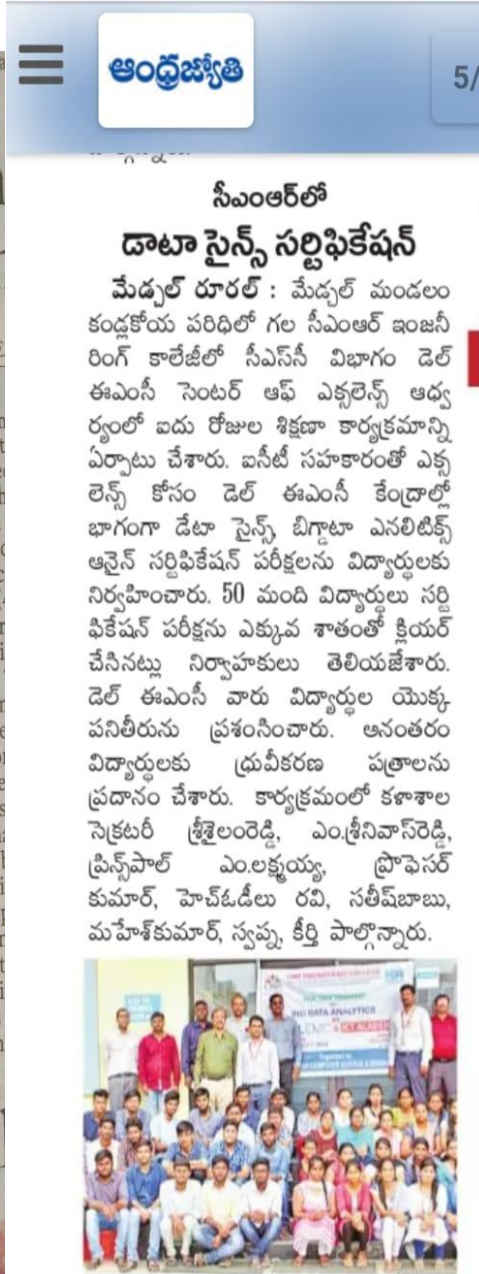 ఆంధ్రజ్యోతి
5/
సీఎంఆర్‌లో
డాటా సైన్స్ సర్టిఫికేషన్
మేడ్చల్ రూరల్ : మేడ్చల్ మండలం
కండ్లకోయ పరిధిలో గల సీఎంఆర్ ఇంజనీ
రింగ్ కాలేజీలో సీఎస్‌సీ విభాగం డెల్
ఈఎంసీ సెంటర్ ఆఫ్ ఎక్సలెన్స్ ఆధ్వ
ర్యంలో ఐదు రోజుల శిక్షణా కార్యక్రమాన్ని
ఏర్పాటు చేశారు. ఐసీటీ సహకారంతో ఎక్స
లెన్స్ కోసం డెల్ ఈఎంసీ కేంద్రాల్లో
భాగంగా డేటా సైన్స్, బిగ్డాటా ఎనలిటిక్స్
ఆనైన్ సర్టిఫికేషన్ పరీక్షలను విద్యార్థులకు
నిర్వహించారు. 50 మంది విద్యార్థులు సర్టి
ఫికేషన్ పరీక్షను ఎక్కువ శాతంతో క్లియర్
చేసినట్లు నిర్వాహకులు తెలియజేశారు.
డెల్ ఈఎంసీ వారు విద్యార్థుల యొక్క
పనితీరును ప్రశంసించారు. అనంతరం
విద్యార్థులకు ధ్రువీకరణ పత్రాలను
ప్రదానం చేశారు. కార్యక్రమంలో కళాశాల
సెక్రటరీ శ్రీశైలంరెడ్డి, ఎం.శ్రీనివాస్‌రెడ్డి,
ప్రిన్స్‌పాల్ ఎం.లక్ష్మయ్య, ప్రొఫెసర్
కుమార్, హెచ్‌ఓడీలు రవి, సతీష్‌బాబు,
మహేశ్‌కుమార్, స్వప్న, కీర్తి పాల్గొన్నారు.
BIG DATA ANALYTICS